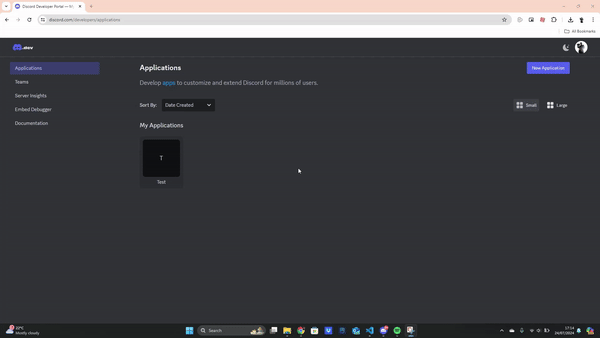 Discord Developer Portal — My
discord.com/developers/applications
All Bookmarks
Applications
Teams
Server Insights
Embed Debugger
Documentation
Applications
New Application
Develop apps to customize and extend Discord for millions of users.
Sort By: Date Created
Small Large
My Applications
T
Test
22°C
Mostly cloudy
Search
17:14
24/07/2024